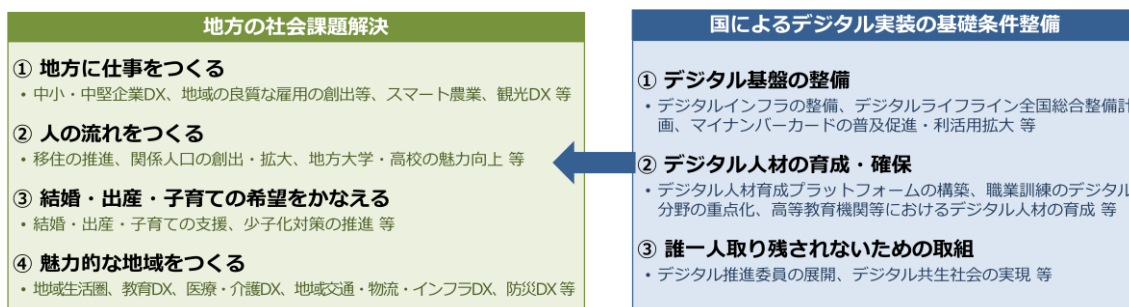 地方の社会課題解決
① 地方に仕事をつくる
・中小・中堅企業DX、地域の良質な雇用の創出等、スマート農業、観光DX 等
② 人の流れをつくる
・移住の推進、関係人口の創出・拡大、地方大学・高校の魅力向上 等
③ 結婚・出産・子育ての希望をかなえる
・結婚・出産・子育ての支援、少子化対策の推進 等
④ 魅力的な地域をつくる
・地域生活圏、教育DX、医療・介護DX、地域交通・物流・インフラDX、防災DX 等
国によるデジタル実装の基礎条件整備
① デジタル基盤の整備
・デジタルインフラの整備、デジタルライフライン全国総合整備計
画、マイナンバーカードの普及促進・利活用拡大 等
② デジタル人材の育成・確保
・デジタル人材育成プラットフォームの構築、職業訓練のデジタル
分野の重点化、高等教育機関等におけるデジタル人材の育成 等
③ 誰一人取り残されないための取組
・デジタル推進委員の展開、デジタル共生社会の実現 等